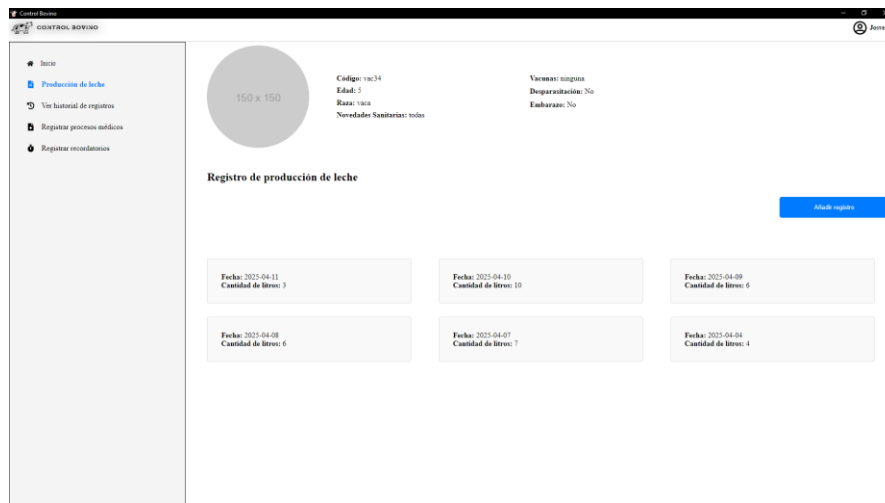 Control Bovino
CONTROL BOVINO
Inicio
Producción de leche
Ver historial de registros
Registrar procesos médicos
Registrar recordatorios
150 x 150
Código: vac34
Edad: 5
Raza: vaca
Novedades Sanitarias: todas
Vacunas: ninguna
Desparasitación: No
Embarazo: No
Registro de producción de leche
Añadir registro
Fecha: 2025-04-11
Cantidad de litros: 3
Fecha: 2025-04-10
Cantidad de litros: 10
Fecha: 2025-04-09
Cantidad de litros: 6
Fecha: 2025-04-08
Cantidad de litros: 6
Fecha: 2025-04-07
Cantidad de litros: 7
Fecha: 2025-04-04
Cantidad de litros: 4